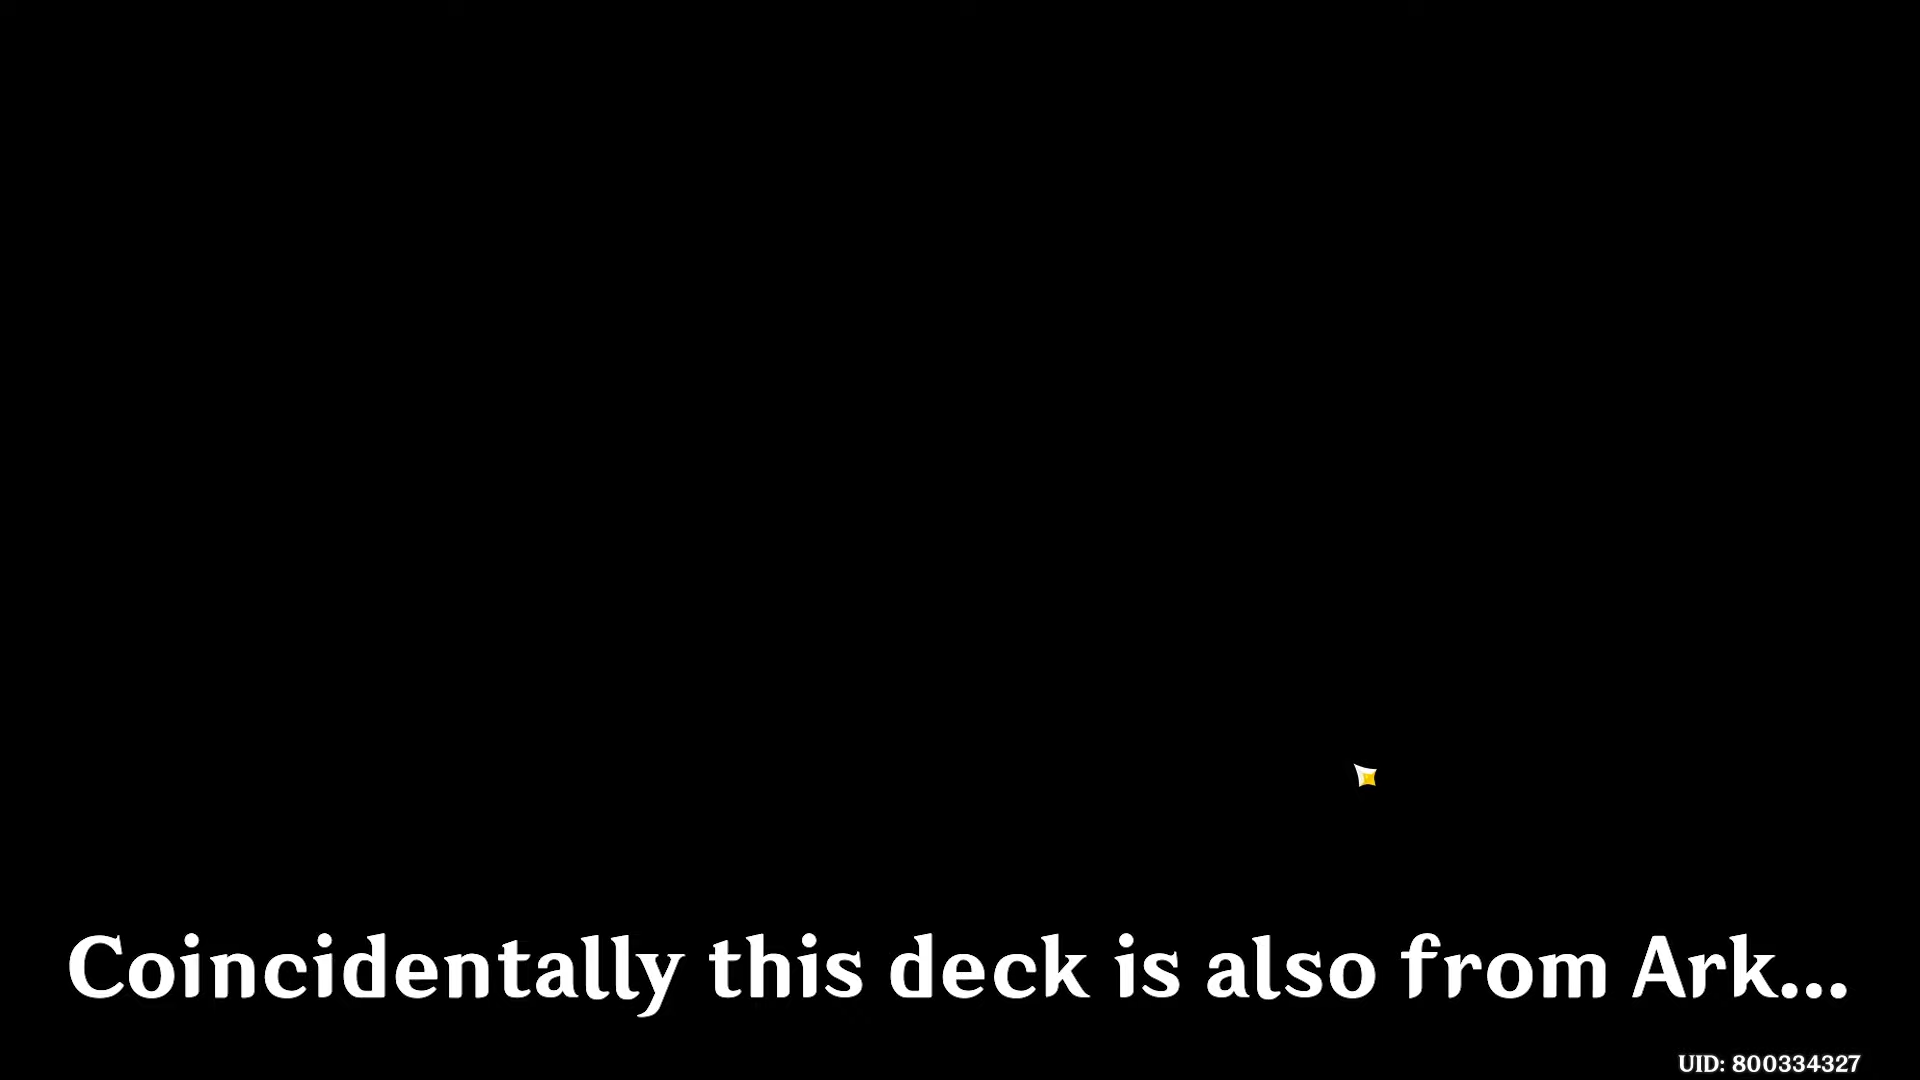 Coincidentally this deck is also from Ark...
UID: 800334327